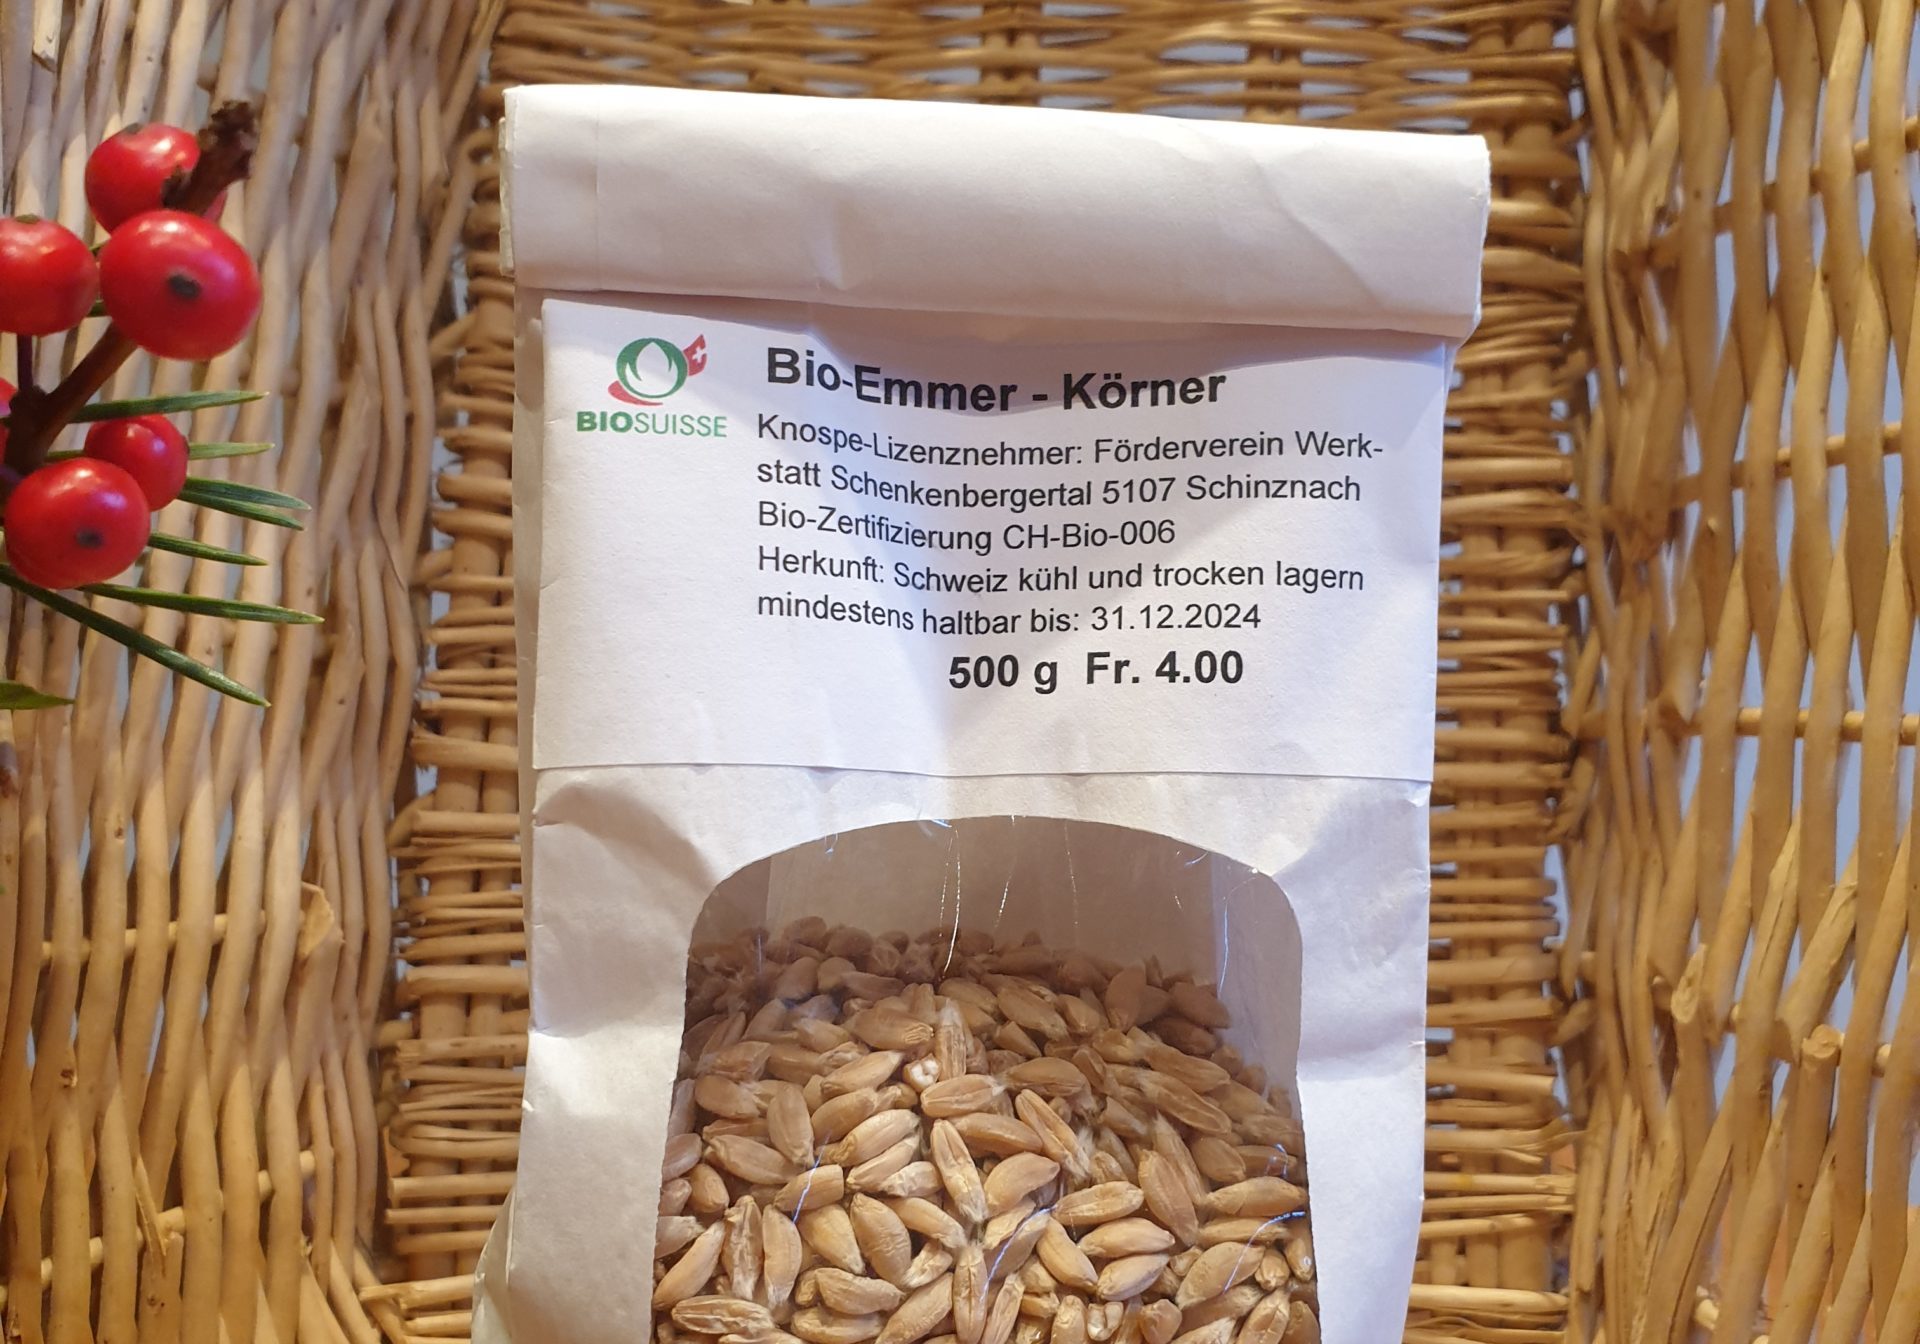 BIOSUISSE
Bio-Emmer - Körner
Knospe-Lizenznehmer: Förderverein Werk-
statt Schenkenbergertal 5107 Schinznach
Bio-Zertifizierung CH-Bio-006
Herkunft: Schweiz kühl und trocken lagern
mindestens haltbar bis: 31.12.2024
500 g Fr. 4.00